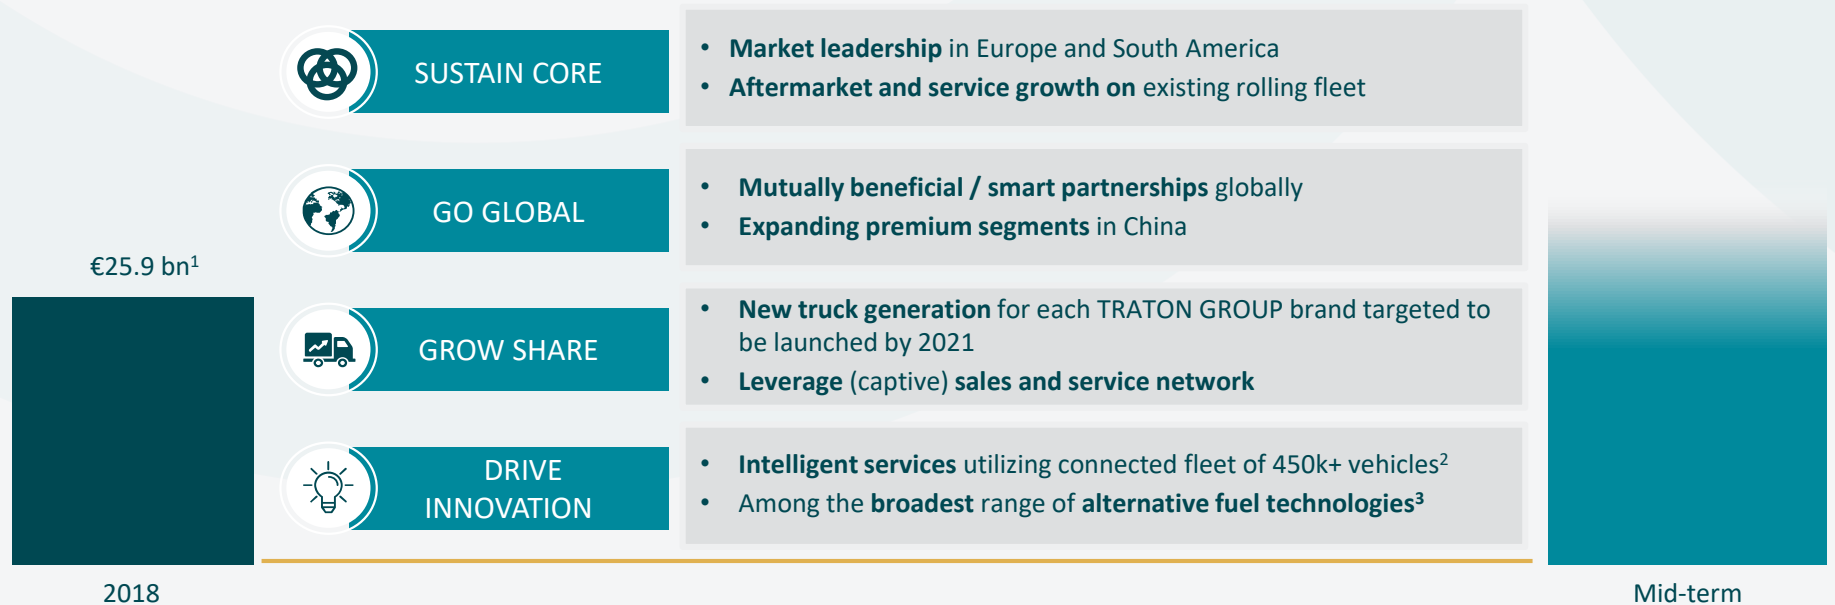 €25.9 bn¹
2018
SUSTAIN CORE
• Market leadership in Europe and South America
• Aftermarket and service growth on existing rolling fleet
GO GLOBAL
• Mutually beneficial / smart partnerships globally
• Expanding premium segments in China
GROW SHARE
• New truck generation for each TRATON GROUP brand targeted to
be launched by 2021
• Leverage (captive) sales and service network
DRIVE
INNOVATION
• Intelligent services utilizing connected fleet of 450k+ vehicles²
• Among the broadest range of alternative fuel technologies³
Mid-term